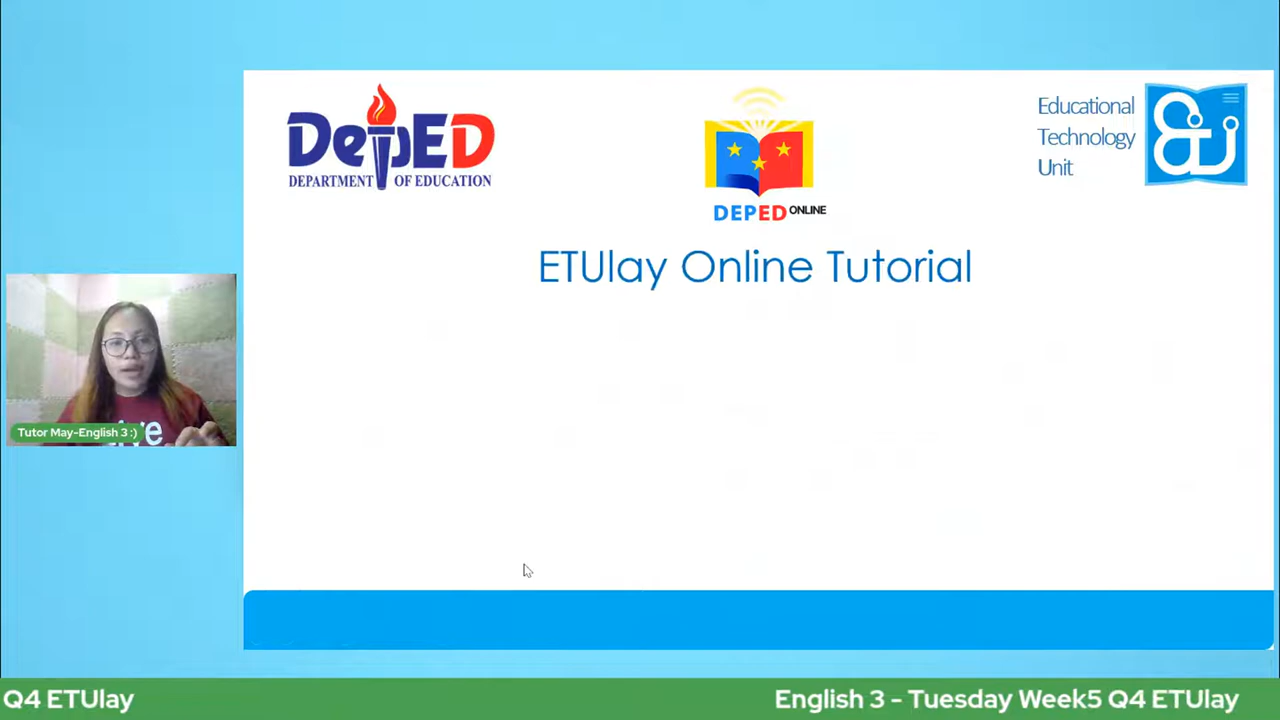 DepED
DEPARTMENT OF EDUCATION
DEPED ONLINE
Educational
Technology
Unit
ETUlay Online Tutorial
Tutor May-English 3 :)
Q4 ETUlay
English 3 - Tuesday Week5 Q4 ETUlay